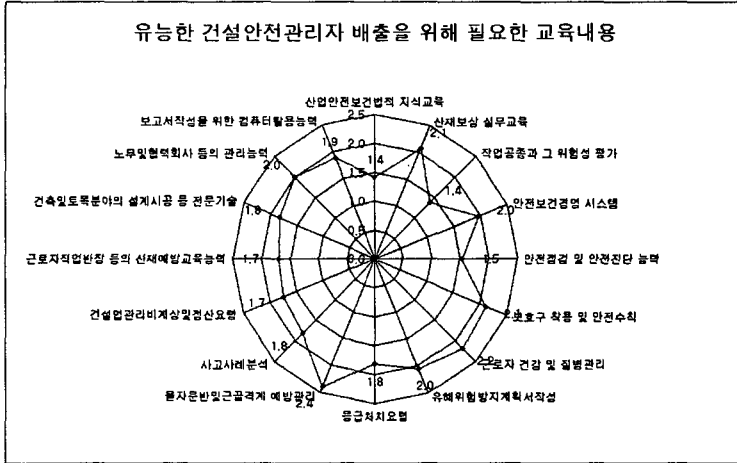 유능한 건설안전관리자 배출을 위해 필요한 교육내용
산업안전보건법적 지식교육
보고서작성을 위한 컴퓨터활용능력
산재보상 실무교육
노무및협력회사 등의 관리능력
작업공종과 그 위험성 평가
건축및토목분야의 설계시공 등 전문기술
안전보건경영 시스템
근로자직업반장 등의 산재예방교육능력
안전점검 및 안전진단 능력
건설업관리비계상및정산요령
보호구 착용 및 안전수칙
사고사례분석
근로자 건강 및 질병관리
물자운반및근골격계 예방관리
유해위험방지계획서작성
응급처치요령
2.5
2.0
1.5
1.0
0.5
0.0
1.4
2.1
1.4
2.0
1.5
2.2
2.0
1.8
2.4
1.8
1.7
1.7
1.8
2.0
1.9